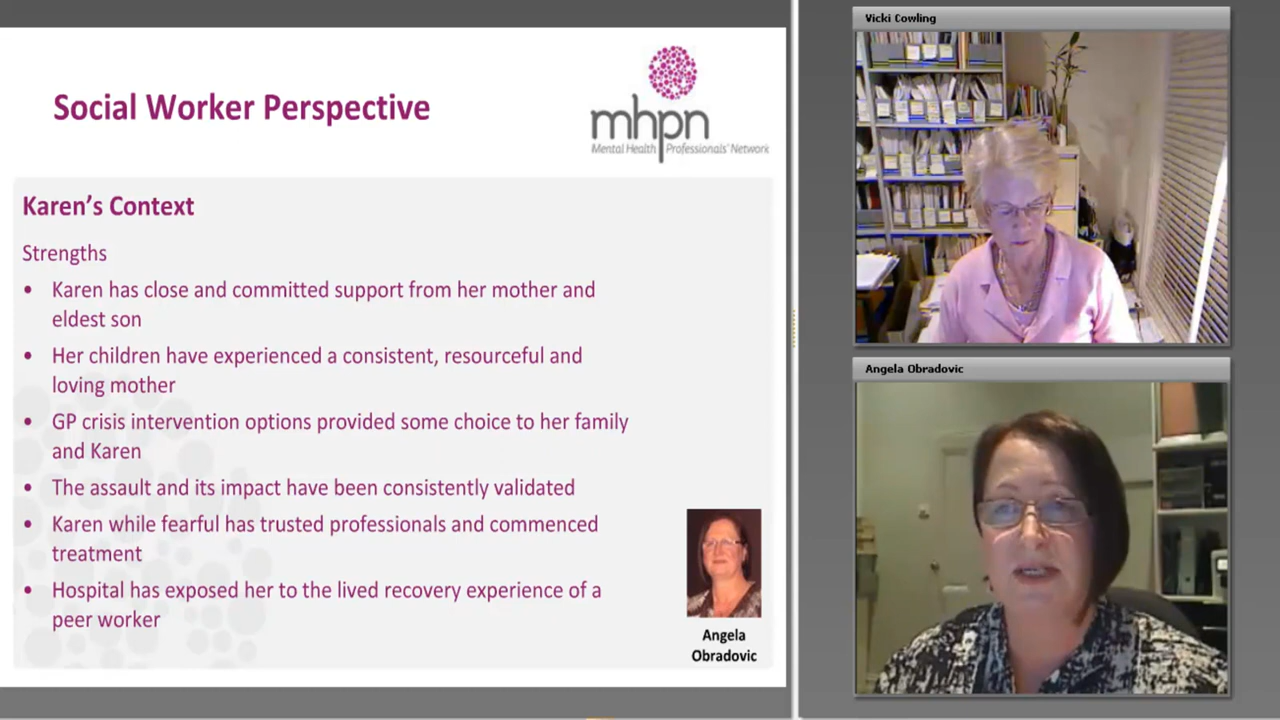 Social Worker Perspective
mhpn
Mental Health Professionals' Network
Karen's Context
Strengths
• Karen has close and committed support from her mother and
eldest son
• Her children have experienced a consistent, resourceful and
loving mother
• GP crisis intervention options provided some choice to her family
and Karen
• The assault and its impact have been consistently validated
• Karen while fearful has trusted professionals and commenced
treatment
• Hospital has exposed her to the lived recovery experience of a
peer worker
Angela
Obradovic
Vicki Cowling
Angela Obradovic